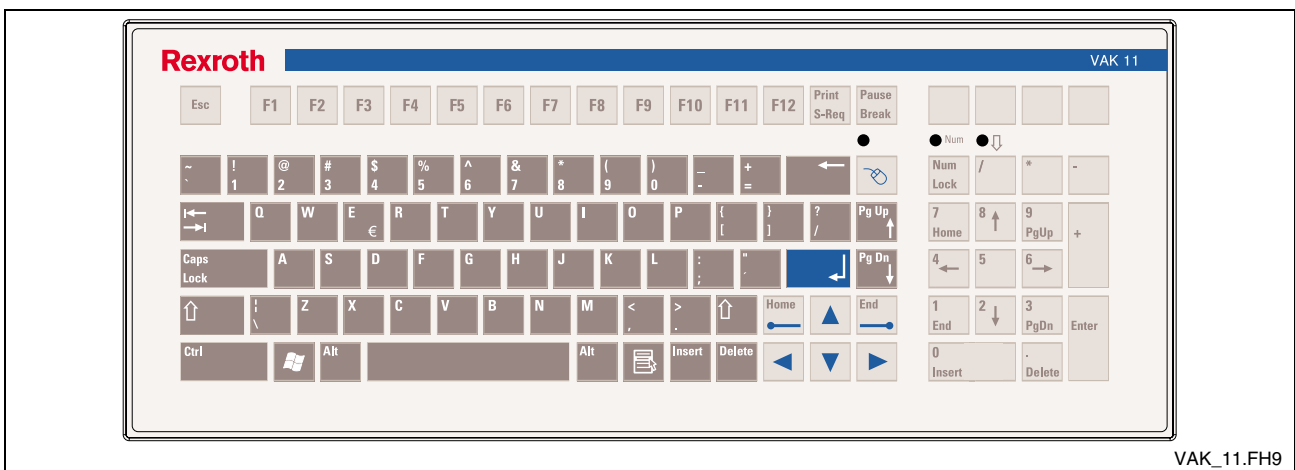 Rexroth VAK 11
Esc F1 F2 F3 F4 F5 F6 F7 F8 F9 F10 F11 F12 Print S-Req Pause Break
Num
~ ` ! 1 @ 2 # 3 $ 4 % 5 ^ 6 & 7 * 8 ( 9 ) 0 _ - + = Num Lock / * -
Q W E € R T Y U I O P { [ } ] ? / Pg Up 7 Home 8 9 PgUp +
Caps Lock A S D F G H J K L : ; " . Pg Dn 4 5 6
¦ \ Z X C V B N M < , > . Home End 1 End 2 3 PgDn Enter
Ctrl Alt Alt Insert Delete 0 Insert . Delete
VAK_11.FH9